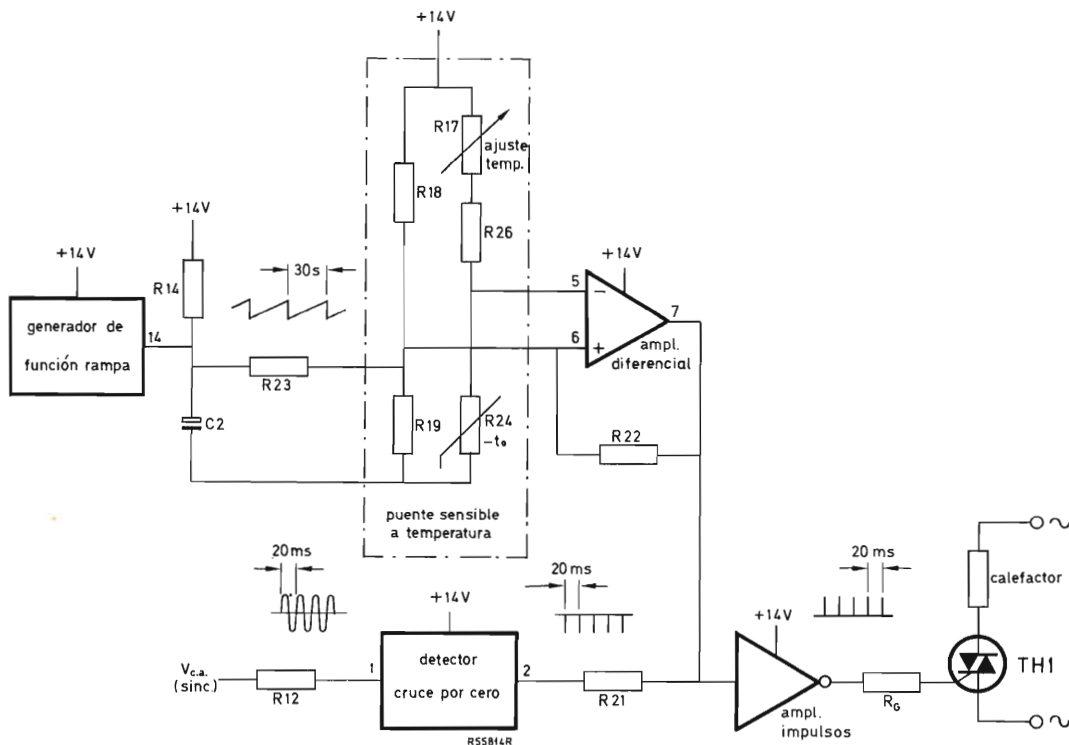 +14V
R17
ajuste
temp.
R18
+14V
R26
+14V
30s
+14V
R14
5
7
generador de
14
función rampa
−
6
+
ampl.
diferencial
R23
C2
R19
R24
-t°
R22
puente sensible
a temperatura
20ms
20ms
20ms
+14V
+14V
calefactor
detector
cruce por cero
Vc.a.
(sinc.)
1
2
TH1
R12
R21
RG
ampl.
impulsos
RS5814R